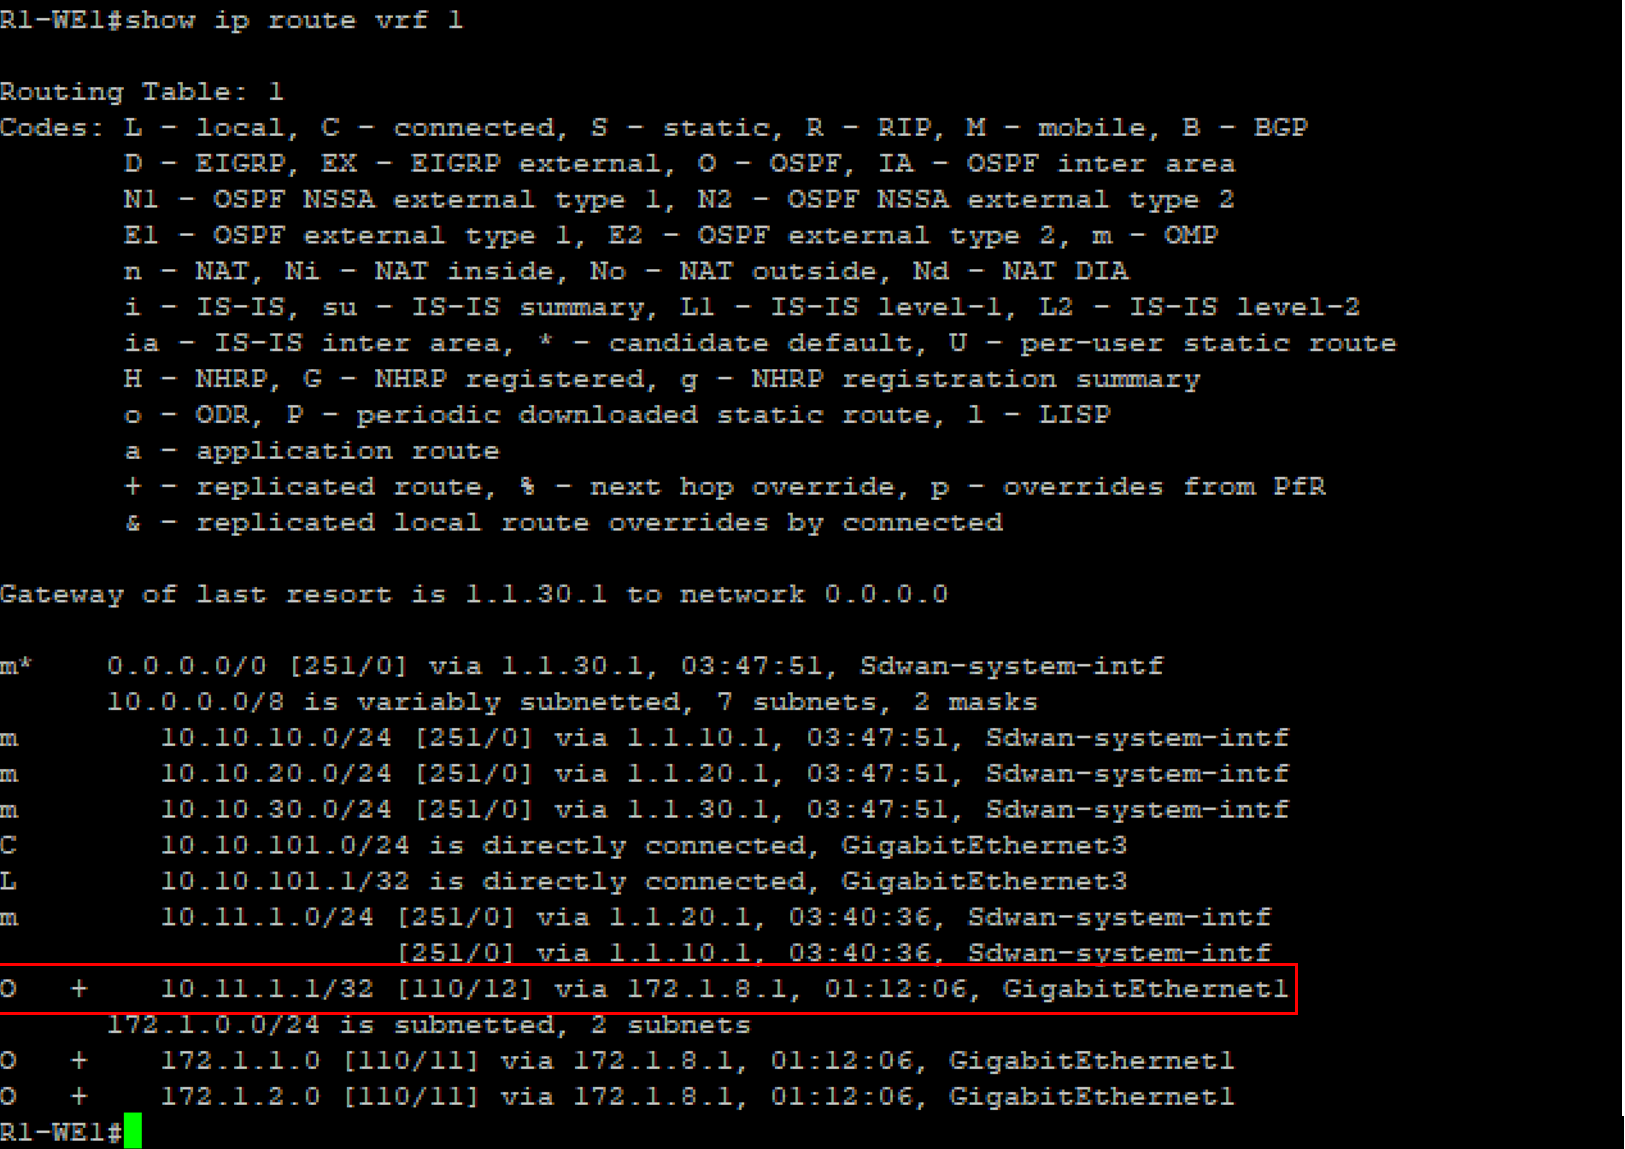 R1-WE1#show ip route vrf 1
Routing Table: 1
Codes: L - local, C - connected, S - static, R - RIP, M - mobile, B - BGP
       D - EIGRP, EX - EIGRP external, O - OSPF, IA - OSPF inter area
       N1 - OSPF NSSA external type 1, N2 - OSPF NSSA external type 2
       E1 - OSPF external type 1, E2 - OSPF external type 2, m - OMP
       n - NAT, Ni - NAT inside, No - NAT outside, Nd - NAT DIA
       i - IS-IS, su - IS-IS summary, L1 - IS-IS level-1, L2 - IS-IS level-2
       ia - IS-IS inter area, * - candidate default, U - per-user static route
       H - NHRP, G - NHRP registered, g - NHRP registration summary
       o - ODR, P - periodic downloaded static route, l - LISP
       a - application route
       + - replicated route, % - next hop override, p - overrides from PfR
       & - replicated local route overrides by connected
Gateway of last resort is 1.1.30.1 to network 0.0.0.0
m*    0.0.0.0/0 [251/0] via 1.1.30.1, 03:47:51, Sdwan-system-intf
      10.0.0.0/8 is variably subnetted, 7 subnets, 2 masks
m        10.10.10.0/24 [251/0] via 1.1.10.1, 03:47:51, Sdwan-system-intf
m        10.10.20.0/24 [251/0] via 1.1.20.1, 03:47:51, Sdwan-system-intf
m        10.10.30.0/24 [251/0] via 1.1.30.1, 03:47:51, Sdwan-system-intf
C        10.10.101.0/24 is directly connected, GigabitEthernet3
L        10.10.101.1/32 is directly connected, GigabitEthernet3
m        10.11.1.0/24 [251/0] via 1.1.20.1, 03:40:36, Sdwan-system-intf
                      [251/0] via 1.1.10.1, 03:40:36, Sdwan-system-intf
O   +    10.11.1.1/32 [110/12] via 172.1.8.1, 01:12:06, GigabitEthernet1
      172.1.0.0/24 is subnetted, 2 subnets
O   +    172.1.1.0 [110/11] via 172.1.8.1, 01:12:06, GigabitEthernet1
O   +    172.1.2.0 [110/11] via 172.1.8.1, 01:12:06, GigabitEthernet1
R1-WE1#